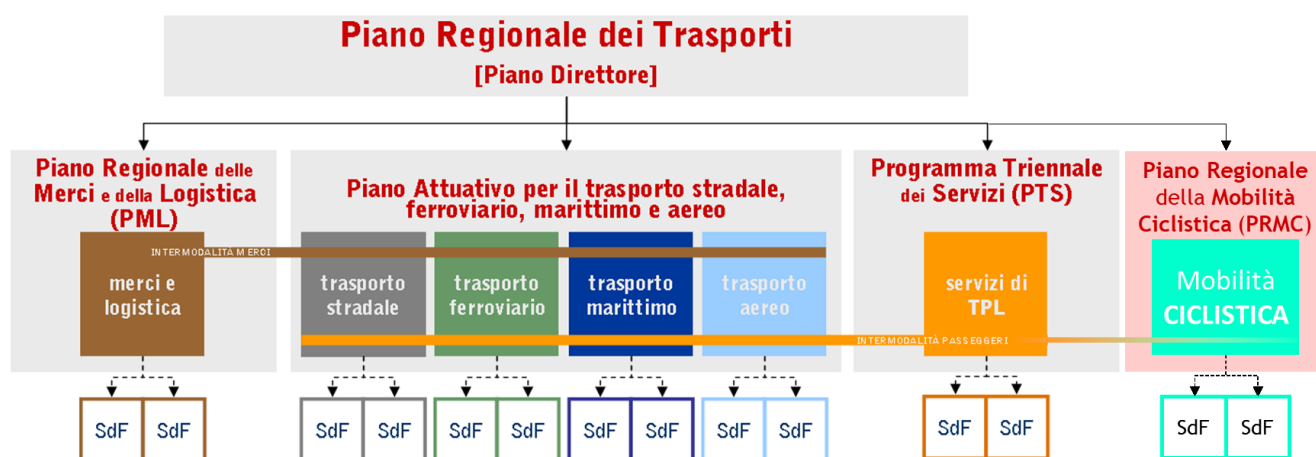 Piano Regionale dei Trasporti
[Piano Direttore]
Piano Regionale delle
Merci e della Logistica
(PML)
Piano Attuativo per il trasporto stradale,
ferroviario, marittimo e aereo
Programma Triennale
dei Servizi (PTS)
Piano Regionale
della Mobilità
Ciclistica (PRMC)
INTERMODALITÀ MERCI
merci e
logistica
trasporto
stradale
trasporto
ferroviario
trasporto
marittimo
trasporto
aereo
servizi di
TPL
Mobilità
CICLISTICA
INTERMODALITÀ PASSEGGERI
SdF SdF SdF SdF SdF SdF SdF SdF SdF SdF SdF SdF SdF SdF